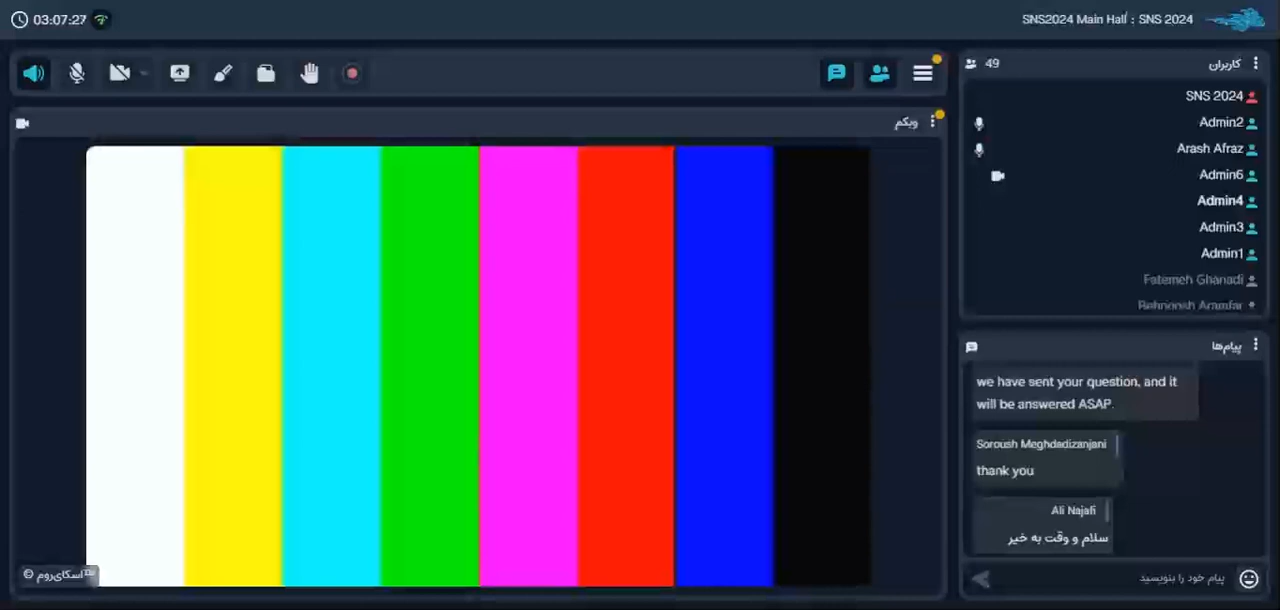 03:07:27
SNS2024 Main Hall : SNS 2024
49
کاربران
SNS 2024
Admin2
Arash Afraz
Admin6
Admin4
Admin3
Admin1
Fatemeh Ghanadi
Behnoosh Aramfar
وبکم
اسکای‌روم ©
پیام‌ها
we have sent your question, and it
will be answered ASAP.
Soroush Meghdadizanjani
thank you
Ali Najafi
سلام و وقت به خیر
پیام خود را بنویسید